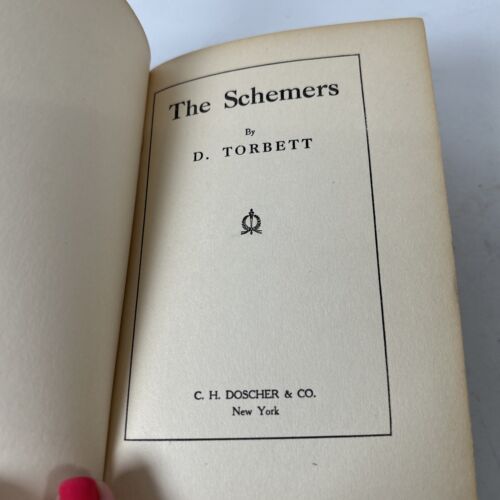 The Schemers
By
D. TORBETT
C. H. DOSCHER & CO.
New York